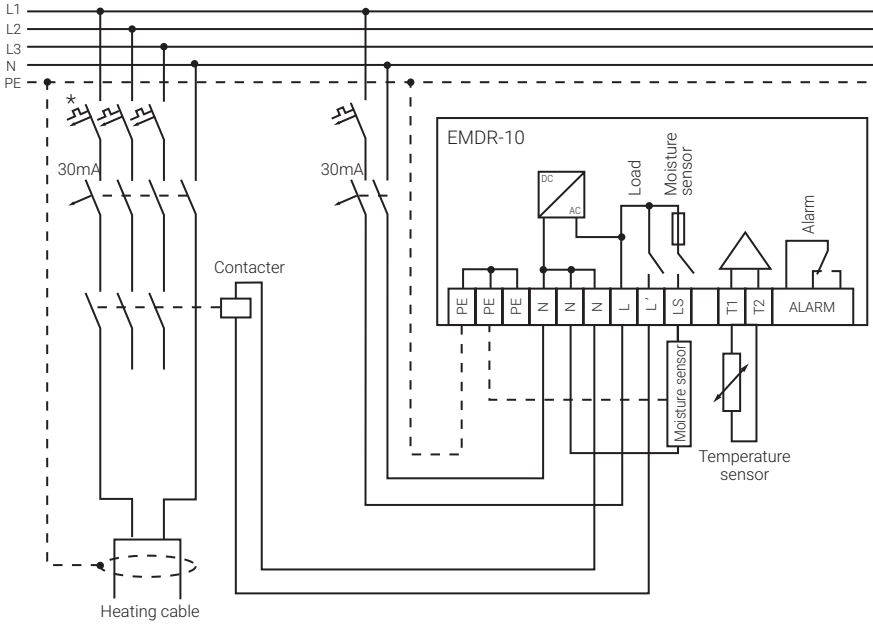 L1
L2
L3
N
PE
*
30mA
30mA
EMDR-10
DC
AC
Load
Moisture
sensor
Alarm
Contacter
PE
PE
PE
N
N
N
L
L'
LS
T1
T2
ALARM
Moisture sensor
Temperature
sensor
Heating cable